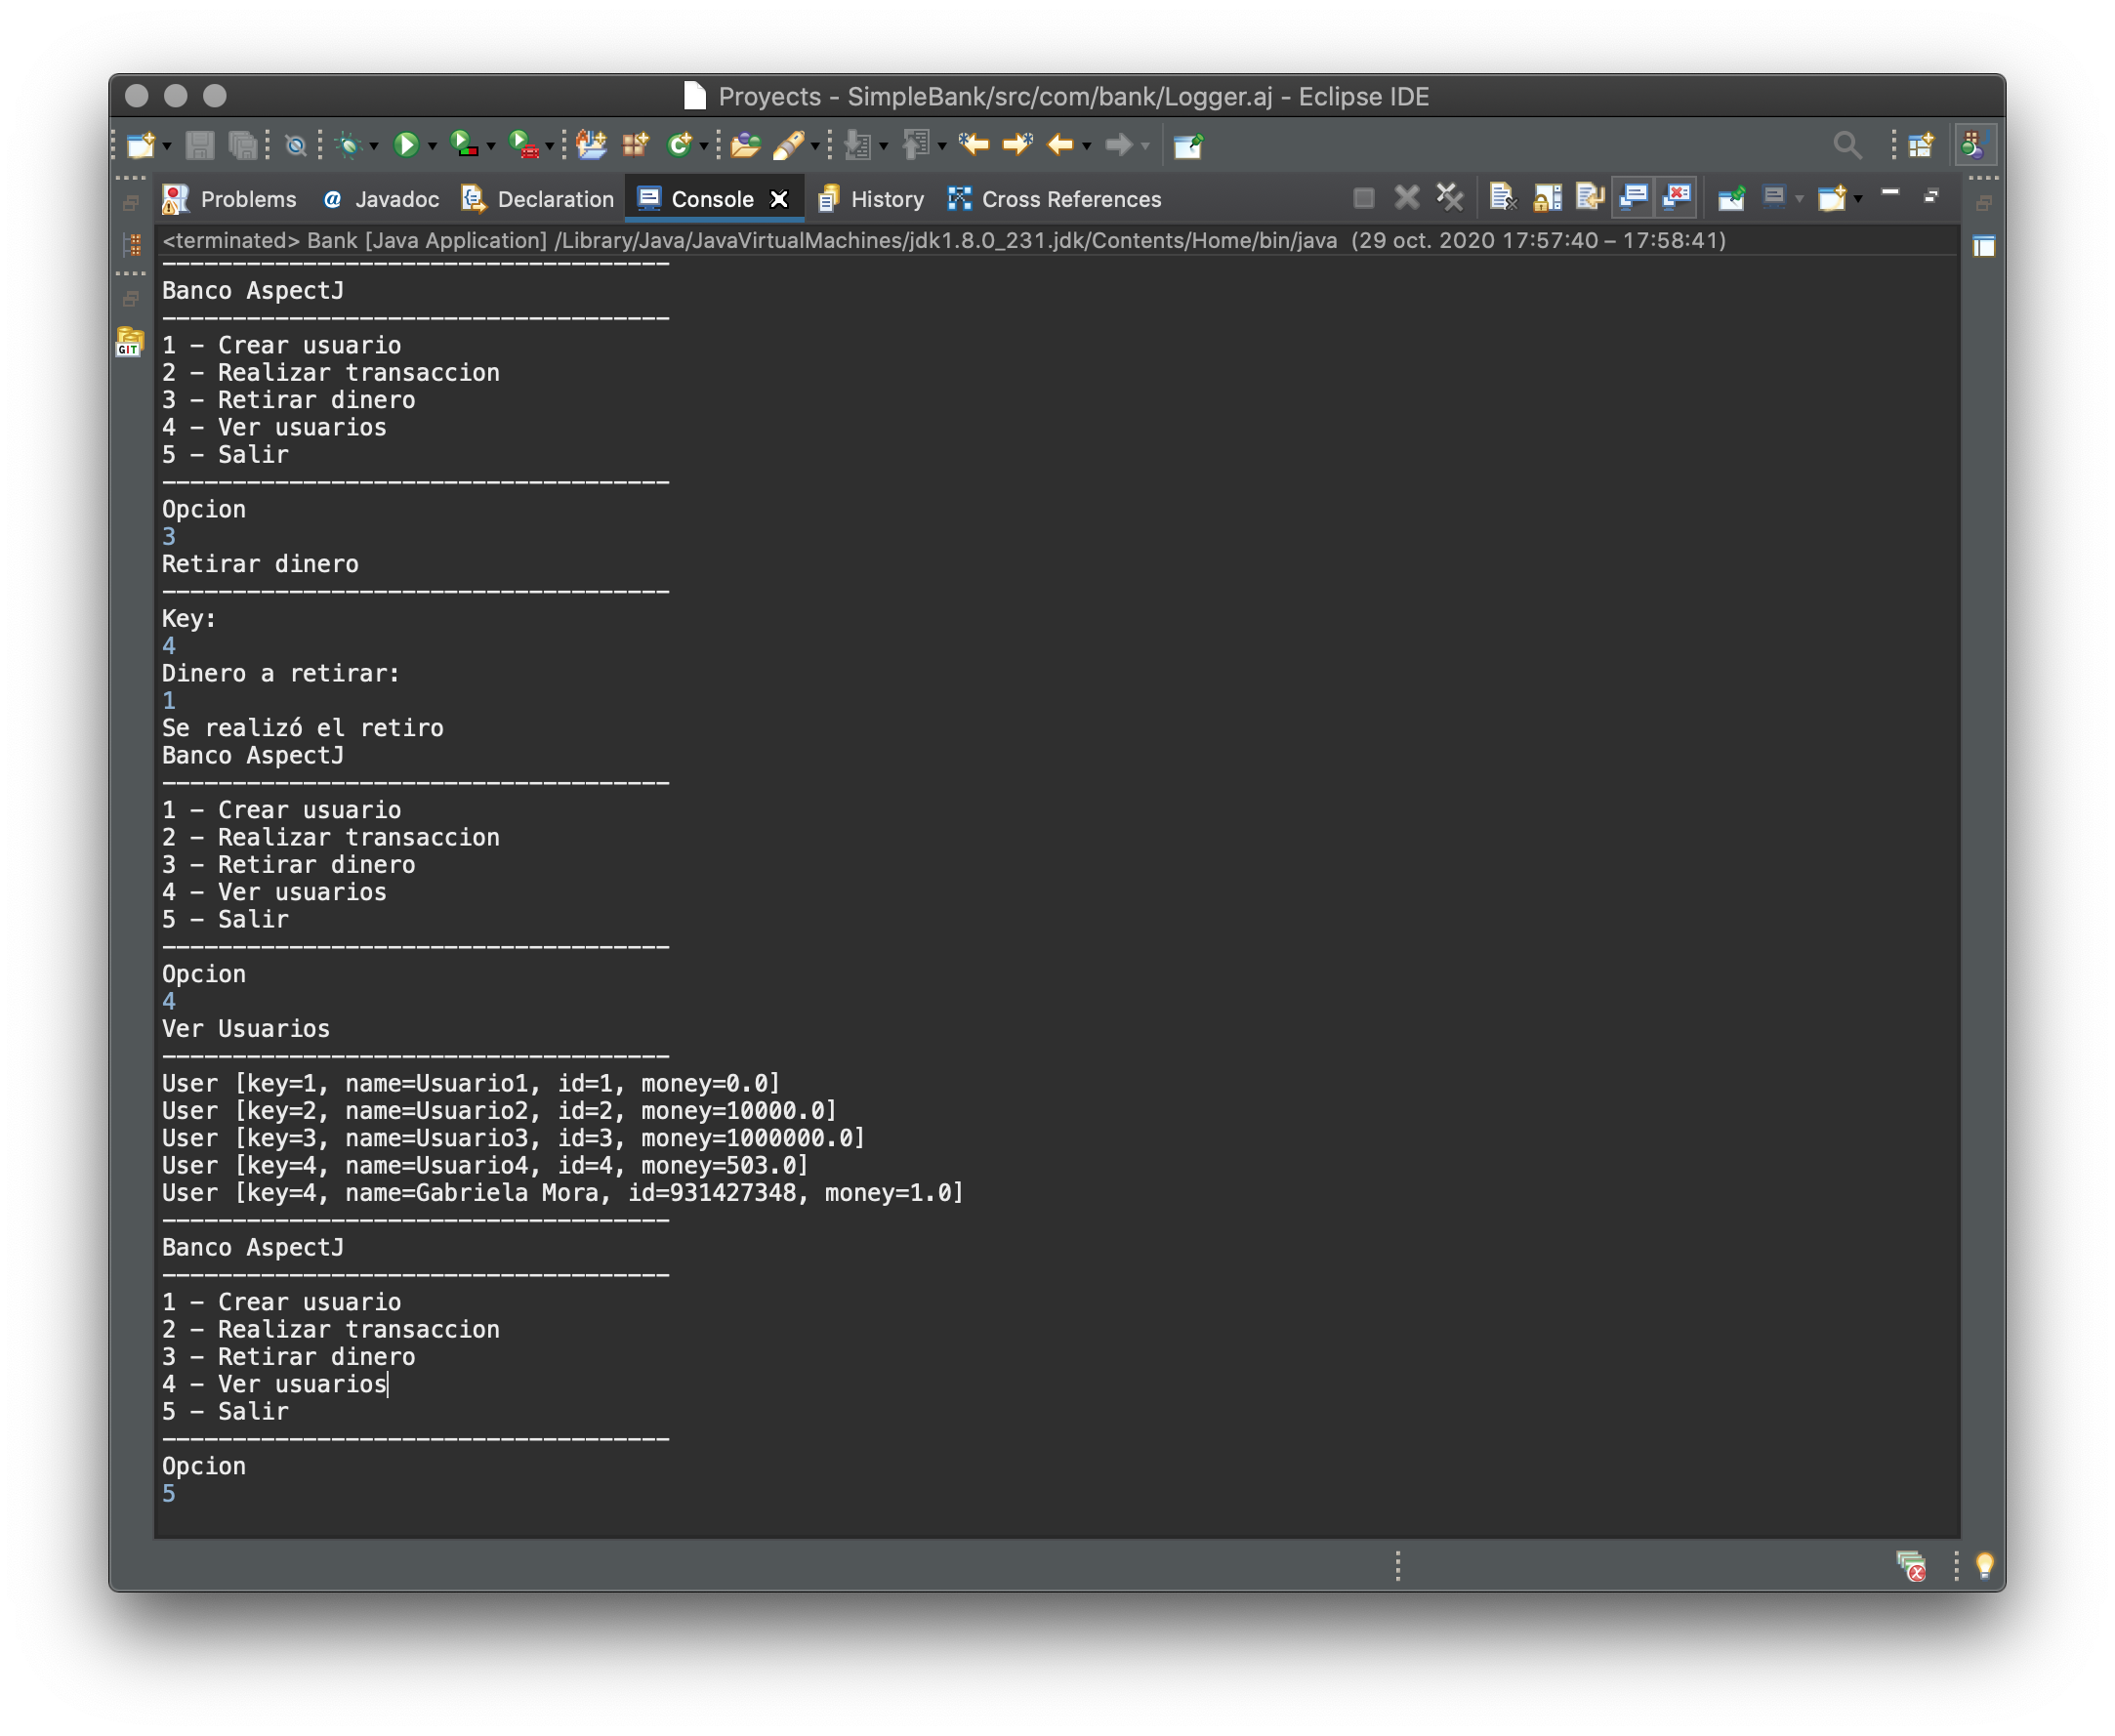 Proyects - SimpleBank/src/com/bank/Logger.aj - Eclipse IDE
Problems @ Javadoc Declaration Console History Cross References
<terminated> Bank [Java Application] /Library/Java/JavaVirtualMachines/jdk1.8.0_231.jdk/Contents/Home/bin/java (29 oct. 2020 17:57:40 – 17:58:41)
------------------------------------
Banco AspectJ
------------------------------------
1 - Crear usuario
2 - Realizar transaccion
3 - Retirar dinero
4 - Ver usuarios
5 - Salir
------------------------------------
Opcion
3
Retirar dinero
------------------------------------
Key:
4
Dinero a retirar:
1
Se realizó el retiro
Banco AspectJ
------------------------------------
1 - Crear usuario
2 - Realizar transaccion
3 - Retirar dinero
4 - Ver usuarios
5 - Salir
------------------------------------
Opcion
4
Ver Usuarios
------------------------------------
User [key=1, name=Usuario1, id=1, money=0.0]
User [key=2, name=Usuario2, id=2, money=10000.0]
User [key=3, name=Usuario3, id=3, money=1000000.0]
User [key=4, name=Usuario4, id=4, money=503.0]
User [key=4, name=Gabriela Mora, id=931427348, money=1.0]
------------------------------------
Banco AspectJ
------------------------------------
1 - Crear usuario
2 - Realizar transaccion
3 - Retirar dinero
4 - Ver usuarios
5 - Salir
------------------------------------
Opcion
5
GIT